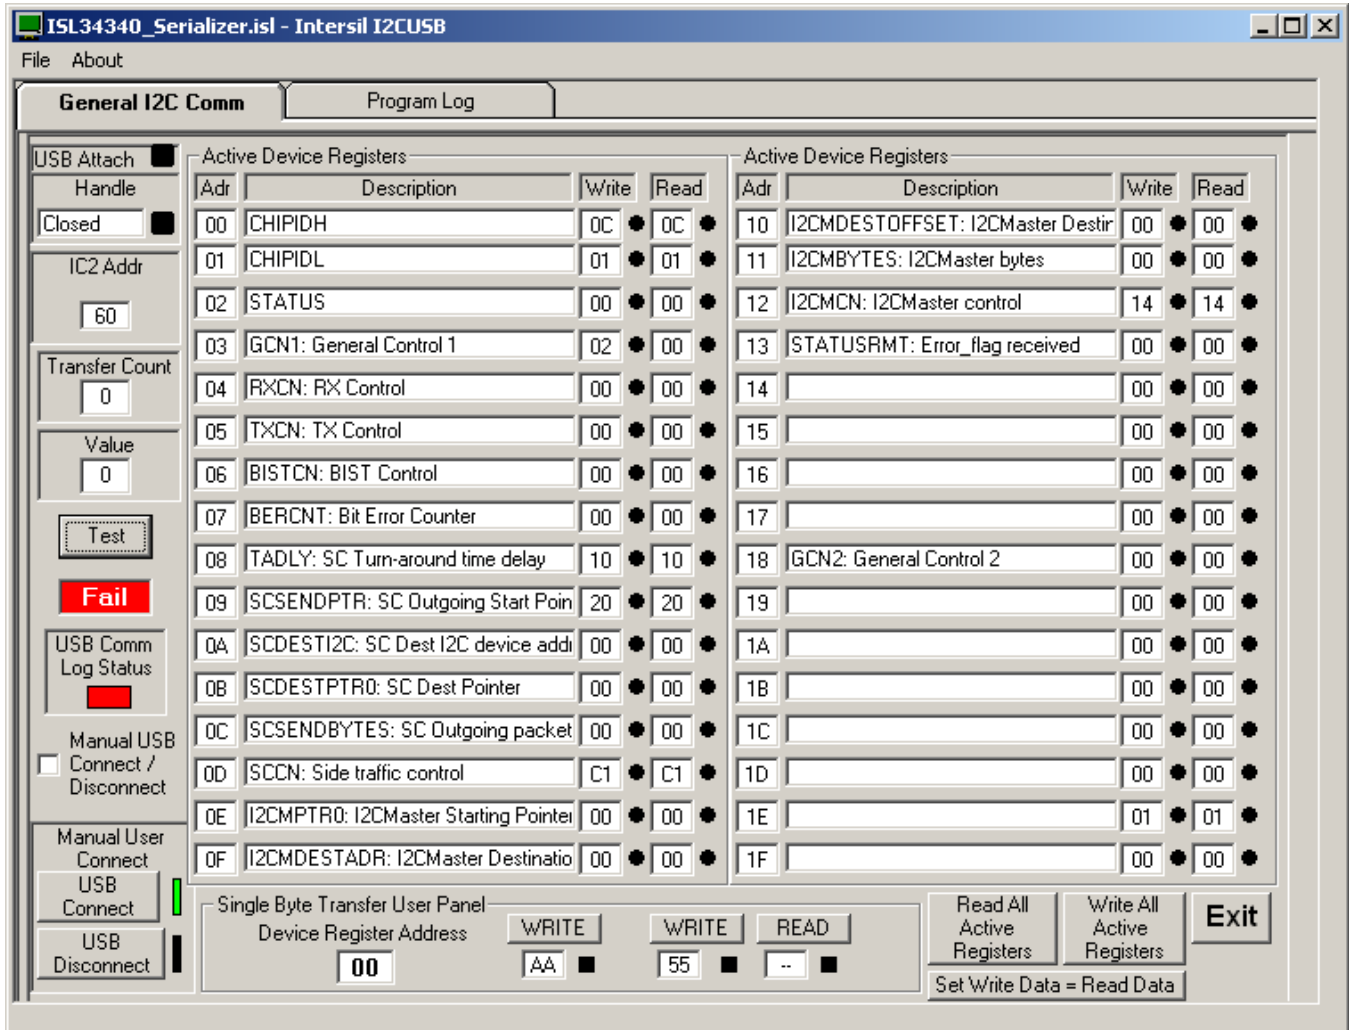 ISL34340_Serializer.isl - Intersil I2CUSB
File About
General I2C Comm Program Log
USB Attach
Handle
Closed
IC2 Addr
60
Transfer Count
0
Value
0
Test
Fail
USB Comm
Log Status
Manual USB
Connect /
Disconnect
Manual User
Connect
USB
Connect
USB
Disconnect
Active Device Registers
Adr Description Write Read
00 CHIPIDH 0C 0C
01 CHIPIDL 01 01
02 STATUS 00 00
03 GCN1: General Control 1 02 00
04 RXCN: RX Control 00 00
05 TXCN: TX Control 00 00
06 BISTCN: BIST Control 00 00
07 BERCNT: Bit Error Counter 00 00
08 TADLY: SC Turn-around time delay 10 10
09 SCSENDPTR: SC Outgoing Start Poin 20 20
0A SCDESTI2C: SC Dest I2C device addr 00 00
0B SCDESTPTR0: SC Dest Pointer 00 00
0C SCSENDBYTES: SC Outgoing packet 00 00
0D SCCN: Side traffic control C1 C1
0E I2CMPTR0: I2CMaster Starting Pointer 00 00
0F I2CMDESTADR: I2CMaster Destinatio 00 00
Active Device Registers
Adr Description Write Read
10 I2CMDESTOFFSET: I2CMaster Destin 00 00
11 I2CMBYTES: I2CMaster bytes 00 00
12 I2CMCN: I2CMaster control 14 14
13 STATUSRMT: Error_flag received 00 00
14 00 00
15 00 00
16 00 00
17 00 00
18 GCN2: General Control 2 00 00
19 00 00
1A 00 00
1B 00 00
1C 00 00
1D 00 00
1E 01 01
1F 00 00
Single Byte Transfer User Panel
Device Register Address
00
WRITE WRITE READ
AA 55 --
Read All
Active
Registers
Write All
Active
Registers
Exit
Set Write Data = Read Data